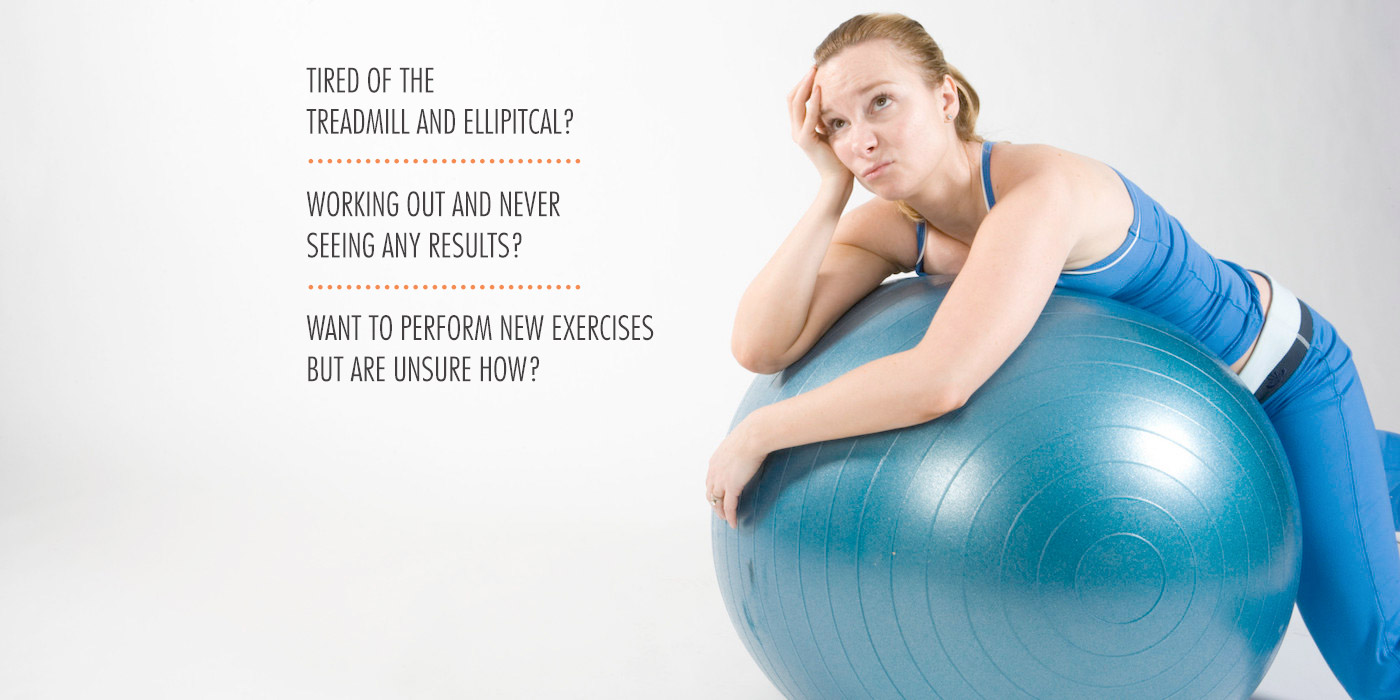 TIRED OF THE
TREADMILL AND ELLIPITCAL?
WORKING OUT AND NEVER
SEEING ANY RESULTS?
WANT TO PERFORM NEW EXERCISES
BUT ARE UNSURE HOW?